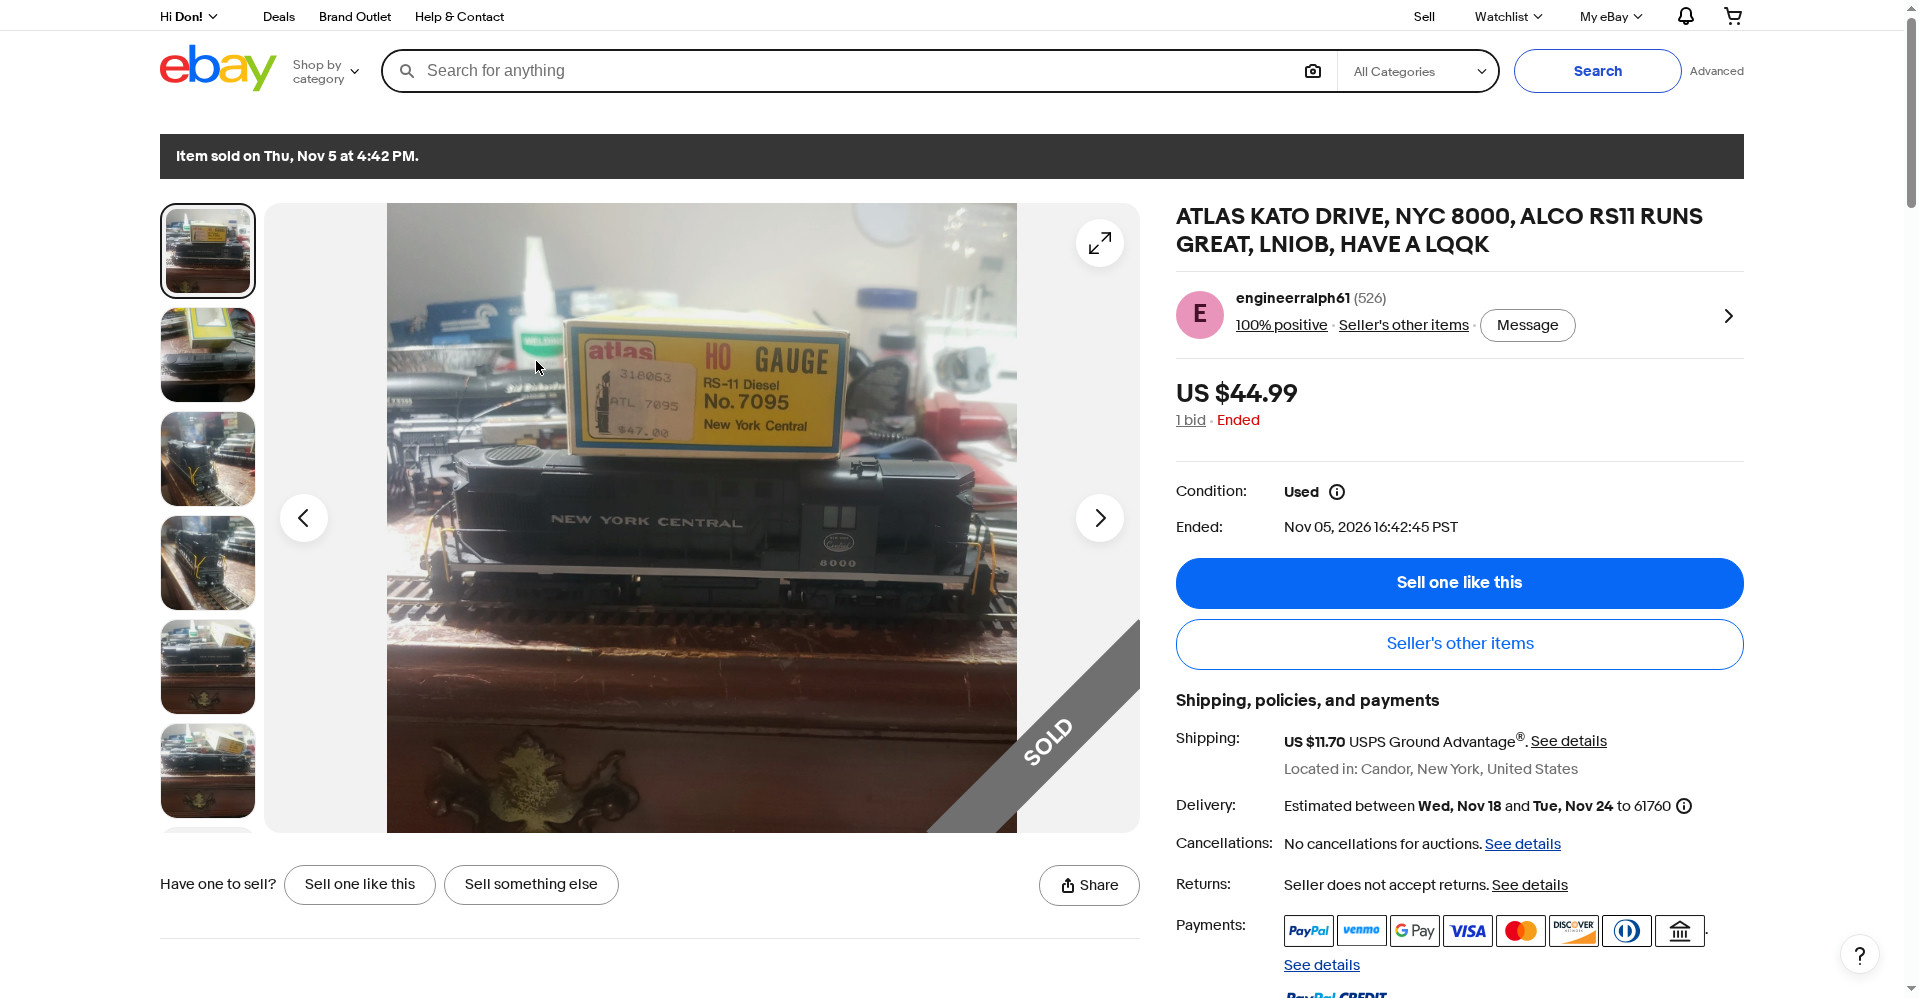 Hi Don!
Deals
Brand Outlet
Help & Contact
Sell
Watchlist
My eBay
ebay
Shop by
category
Search for anything
All Categories
Search
Advanced
Item sold on Thu, Nov 5 at 4:42 PM.
atlas
HO GAUGE
318063
ATL 7095
$47.00
RS-11 Diesel
No. 7095
New York Central
NEW YORK CENTRAL
8000
SOLD
Have one to sell?
Sell one like this
Sell something else
Share
ATLAS KATO DRIVE, NYC 8000, ALCO RS11 RUNS
GREAT, LNIOB, HAVE A LQQK
E
engineerralph61 (526)
100% positive · Seller's other items · Message
US $44.99
1 bid · Ended
Condition: Used
Ended: Nov 05, 2026 16:42:45 PST
Sell one like this
Seller's other items
Shipping, policies, and payments
Shipping: US $11.70 USPS Ground Advantage®. See details
Located in: Candor, New York, United States
Delivery: Estimated between Wed, Nov 18 and Tue, Nov 24 to 61760
Cancellations: No cancellations for auctions. See details
Returns: Seller does not accept returns. See details
Payments: PayPal venmo G Pay VISA DISCOVER
See details
PayPal CREDIT
?